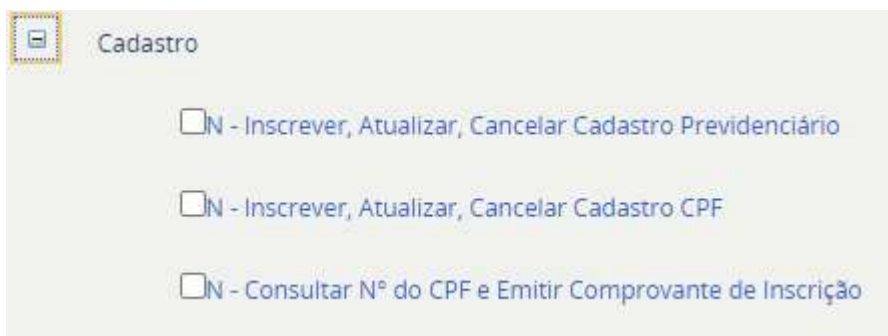 Cadastro
N - Inscrever, Atualizar, Cancelar Cadastro Previdenciário
N - Inscrever, Atualizar, Cancelar Cadastro CPF
N - Consultar Nº do CPF e Emitir Comprovante de Inscrição